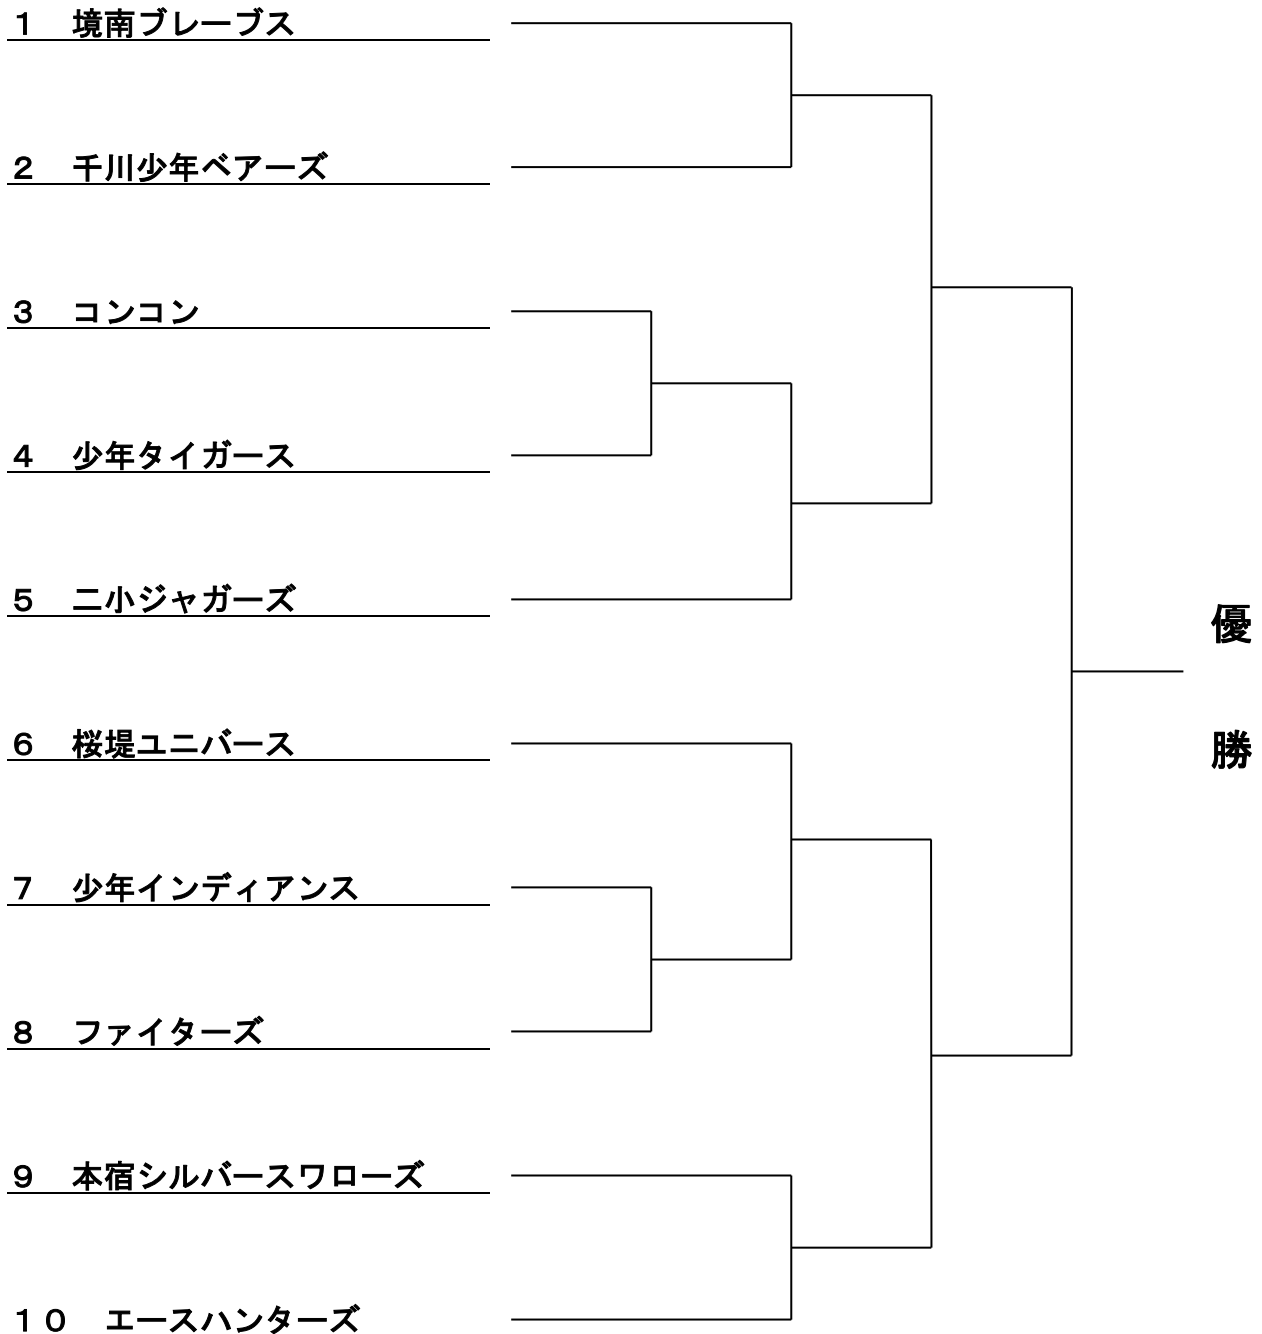 １　境南ブレーブス
２　千川少年ベアーズ
３　コンコン
４　少年タイガース
５　二小ジャガーズ
６　桜堤ユニバース
７　少年インディアンス
８　ファイターズ
９　本宿シルバースワローズ
１０　エースハンターズ
優
勝